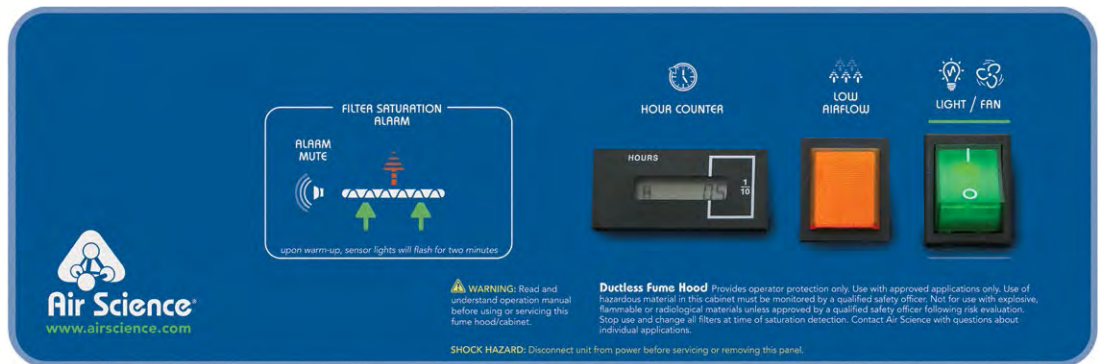 FILTER SATURATION
ALARM
ALARM
MUTE
upon warm-up, sensor lights will flash for two minutes
HOUR COUNTER
HOURS
1
10
LOW
AIRFLOW
LIGHT / FAN
Air Science®
www.airscience.com
WARNING: Read and
understand operation manual
before using or servicing this
fume hood/cabinet.
Ductless Fume Hood Provides operator protection only. Use with approved applications only. Use of
hazardous material in this cabinet must be monitored by a qualified safety officer. Not for use with explosive,
flammable or radiological materials unless approved by a qualified safety officer following risk evaluation.
Stop use and change all filters at time of saturation detection. Contact Air Science with questions about
individual applications.
SHOCK HAZARD: Disconnect unit from power before servicing or removing this panel.